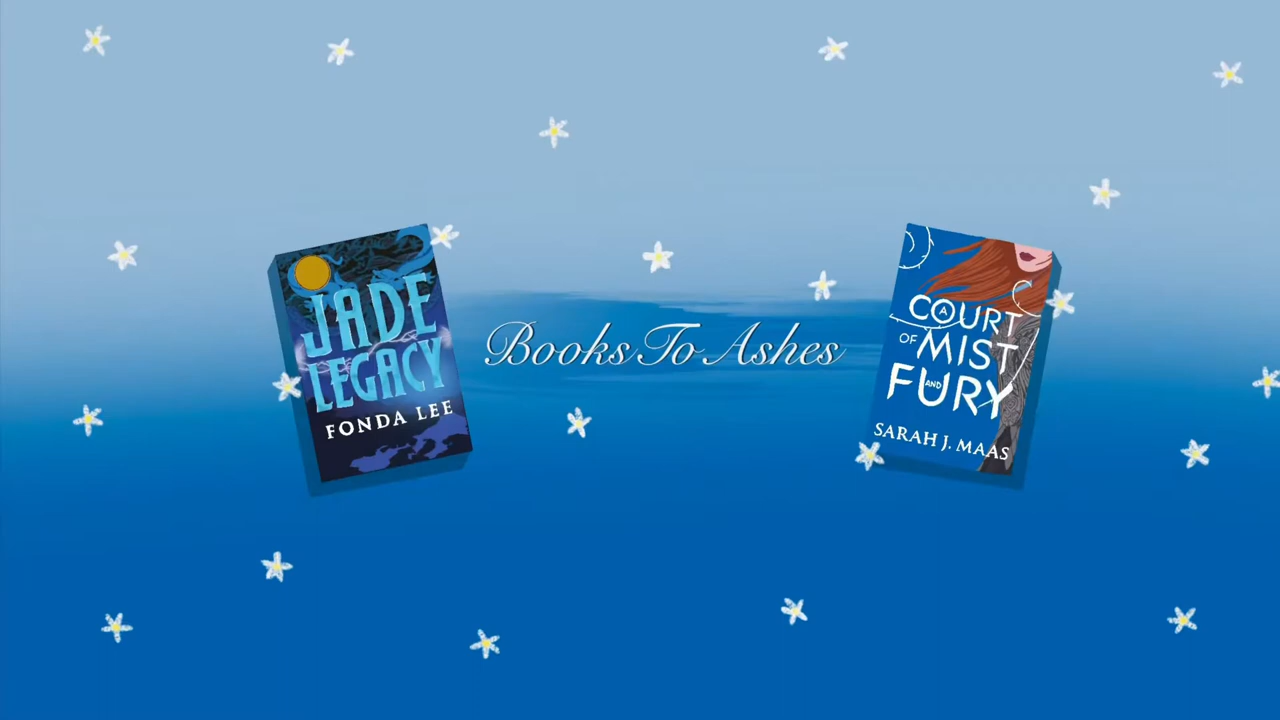 JADE
LEGACY
FONDA LEE
Books To Ashes
A
COURT
OF MIST
AND
FURY
SARAH J. MAAS